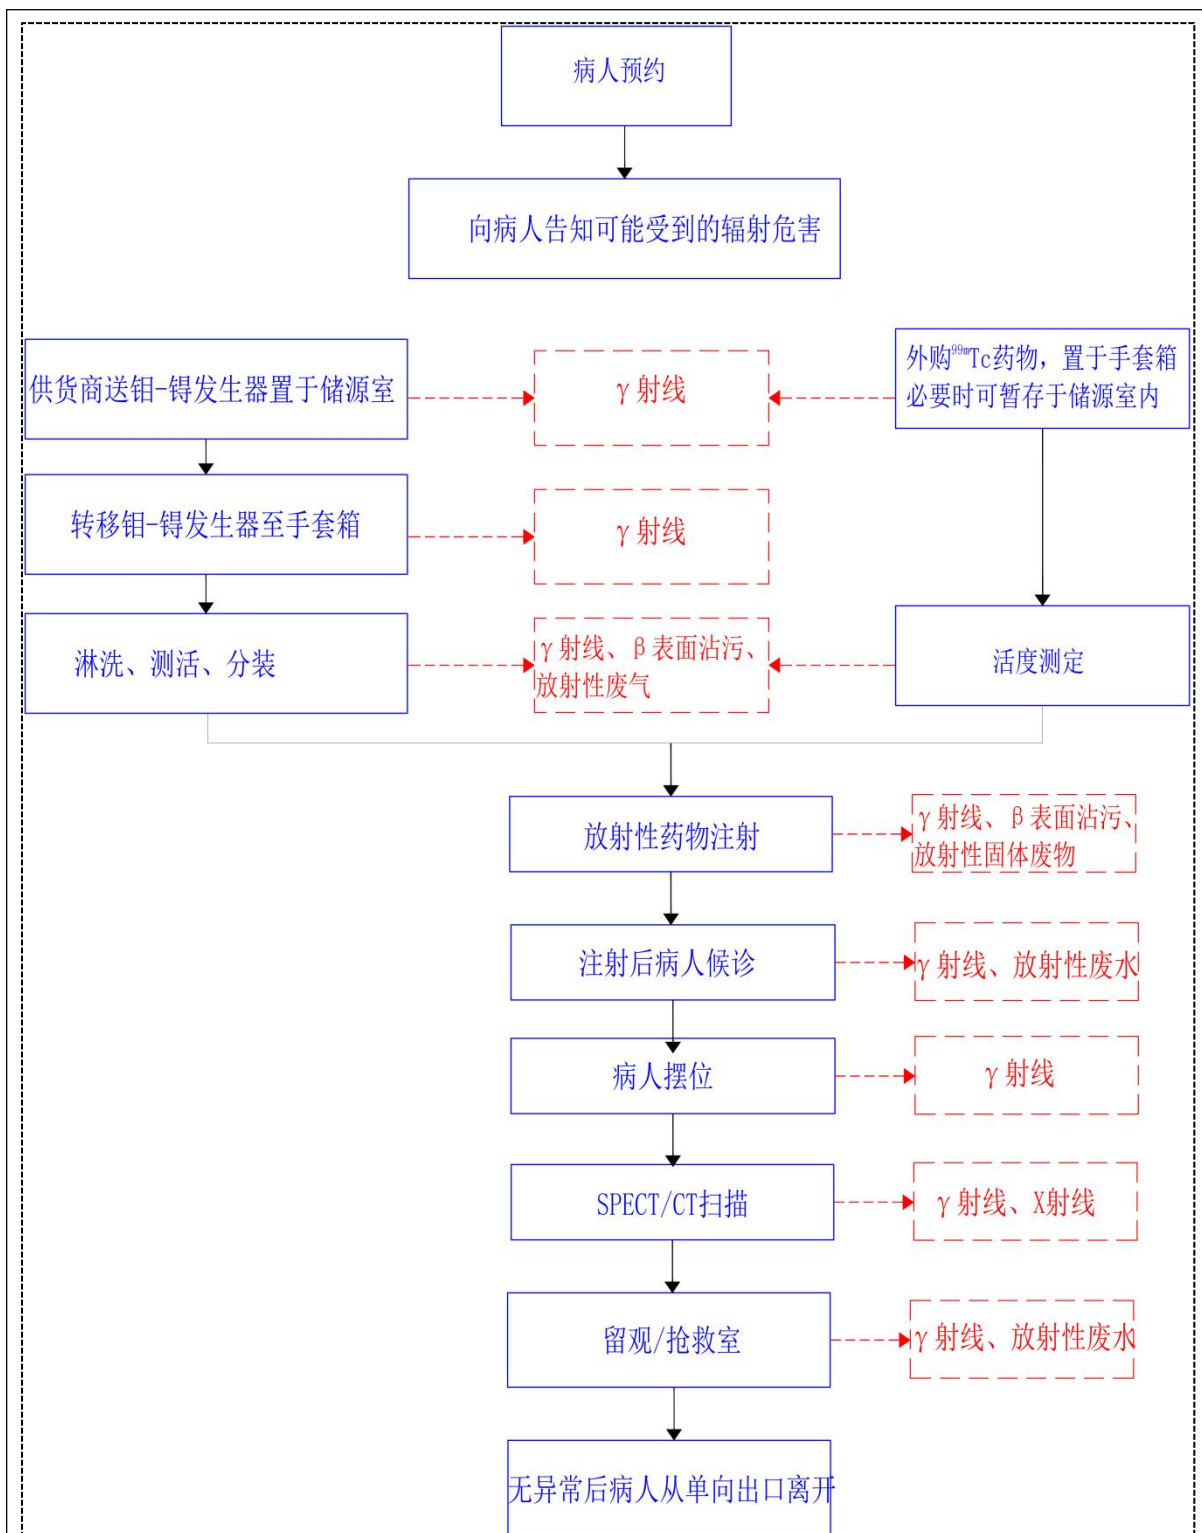 病人预约
向病人告知可能受到的辐射危害
供货商送钼-锝发生器置于储源室
γ射线
外购⁹⁹ᵐTc药物，置于手套箱
必要时可暂存于储源室内
转移钼-锝发生器至手套箱
γ射线
淋洗、测活、分装
γ射线、β表面沾污、
放射性废气
活度测定
放射性药物注射
γ射线、β表面沾污、
放射性固体废物
注射后病人候诊
γ射线、放射性废水
病人摆位
γ射线
SPECT/CT扫描
γ射线、X射线
留观/抢救室
γ射线、放射性废水
无异常后病人从单向出口离开